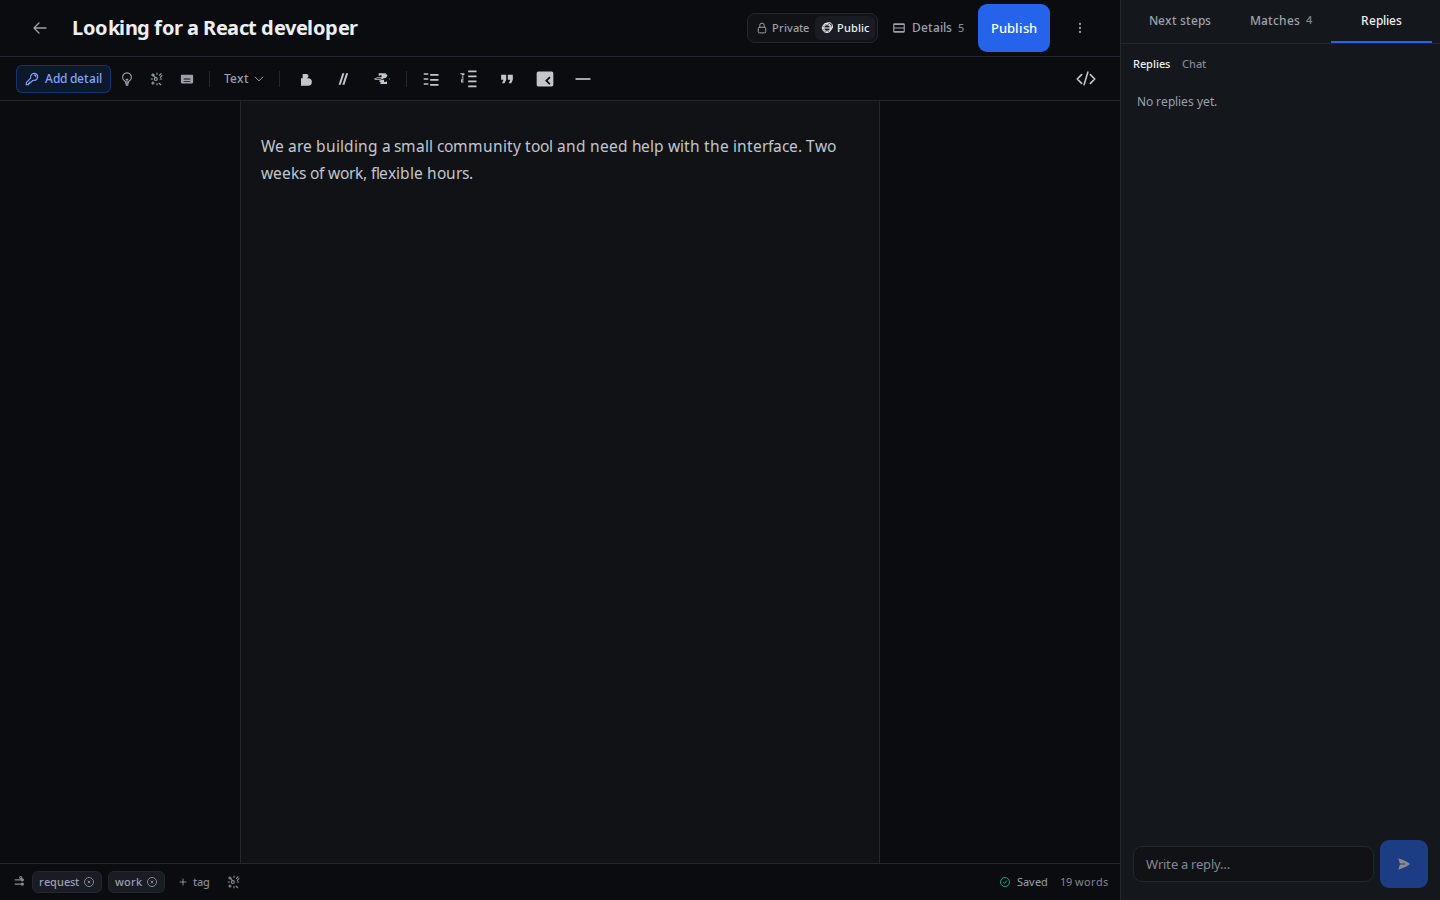 Looking for a React developer
Private
Public
Details 5
Publish
Next steps
Matches 4
Replies
Add detail
Text
Replies
Chat
No replies yet.
We are building a small community tool and need help with the interface. Two
weeks of work, flexible hours.
Write a reply...
request
work
+ tag
Saved
19 words